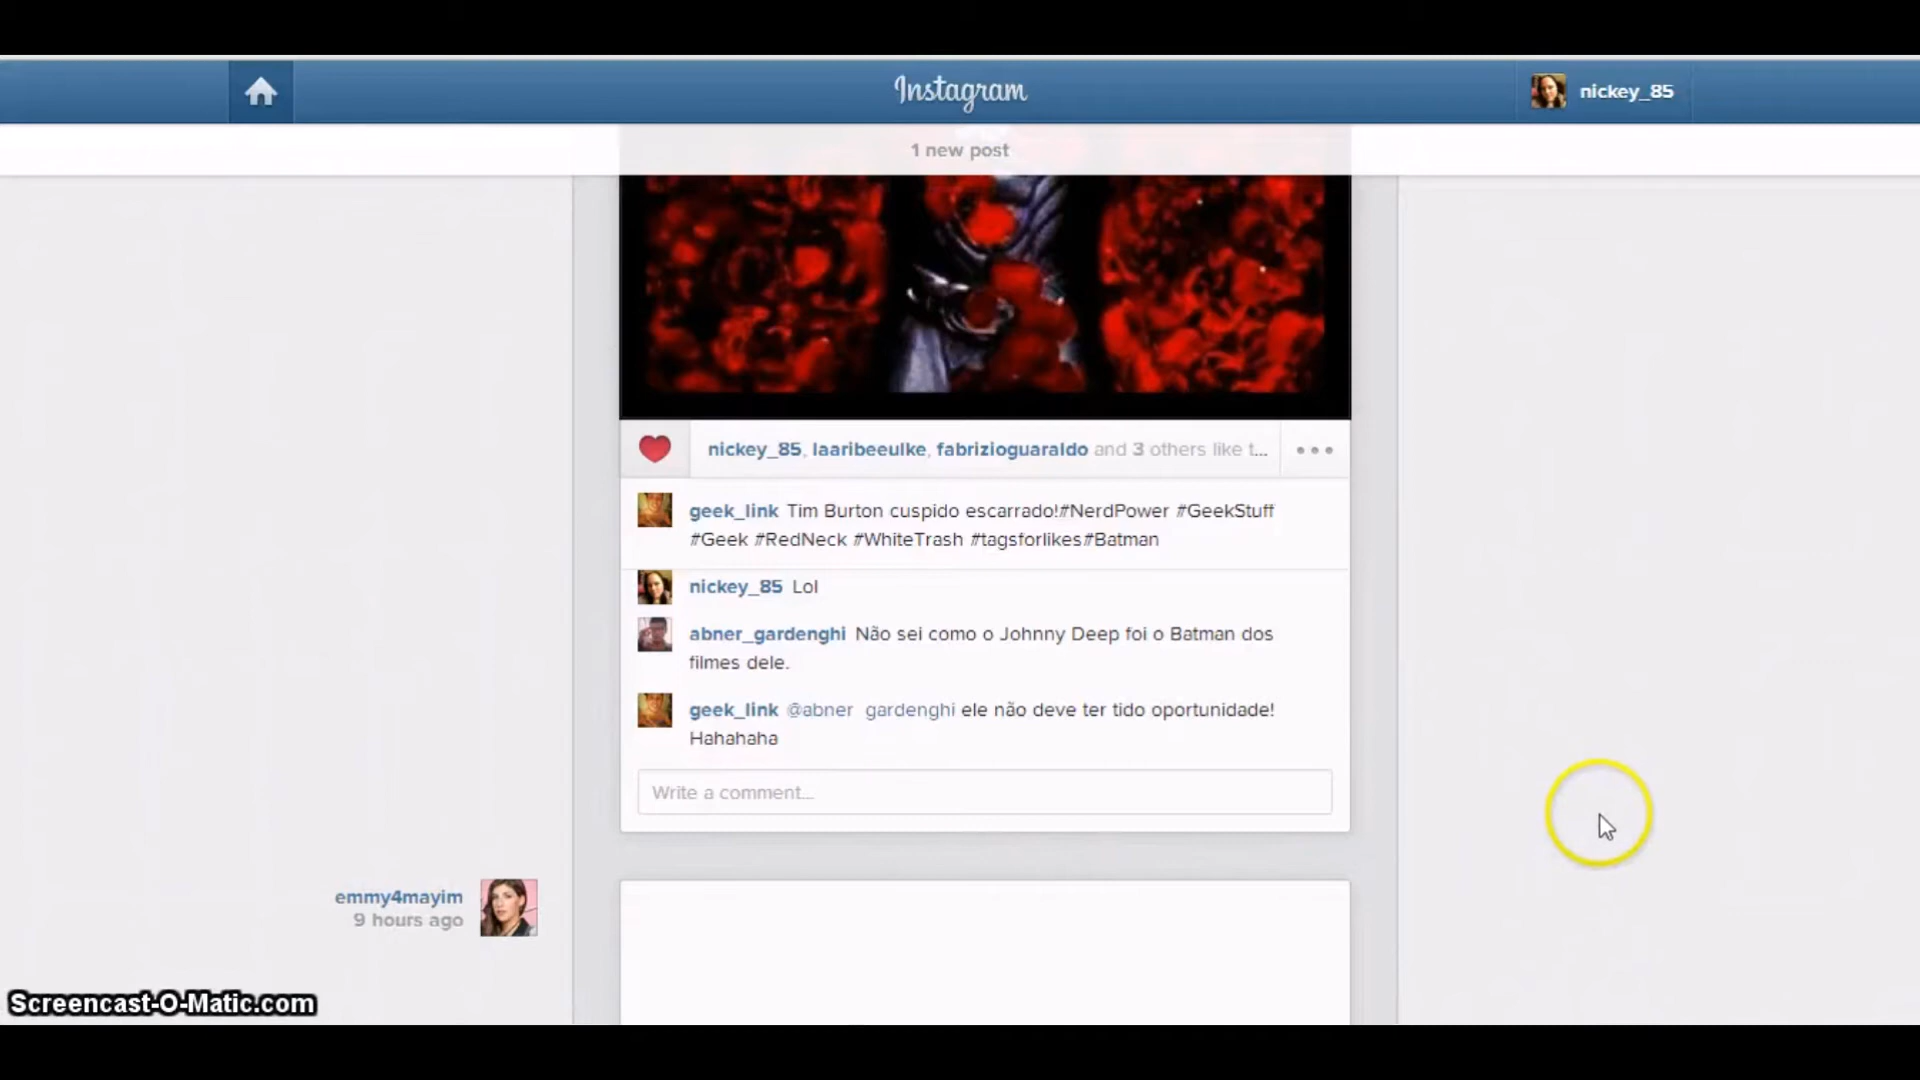 Instagram
nickey_85
1 new post
nickey_85, laaribeeulke, fabrizioguaraldo and 3 others like t...
geek_link Tim Burton cuspido escarrado!#NerdPower #GeekStuff
#Geek #RedNeck #WhiteTrash #tagsforlikes#Batman
nickey_85 Lol
abner_gardenghi Não sei como o Johnny Deep foi o Batman dos
filmes dele.
geek_link @abner_gardenghi ele não deve ter tido oportunidade!
Hahahaha
Write a comment...
emmy4mayim
9 hours ago
Screencast-O-Matic.com